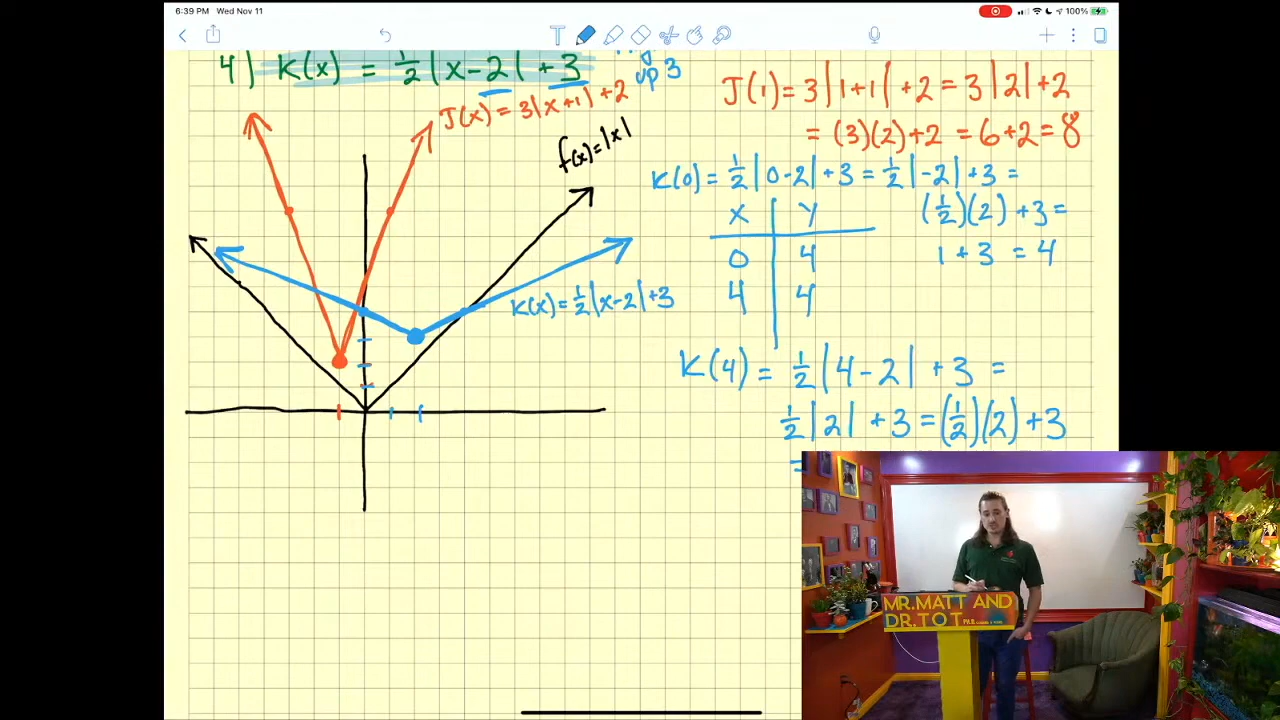 6:39 PM Wed Nov 11
100%
4) K(x) = ½|x-2| + 3
up 3
J(x) = 3|x+1| + 2
f(x)=|x|
K(x)=½|x-2|+3
J(1) = 3|1+1| +2 = 3|2|+2
= (3)(2)+2 = 6+2 = 8
K(0) = ½|0-2| +3 = ½|-2| +3 =
(½)(2) +3 =
1 + 3 = 4
X Y
0 4
4 4
K(4) = ½|4-2| +3 =
½|2| +3 = (½)(2) +3
=
MR.MATT AND
DR.TOT